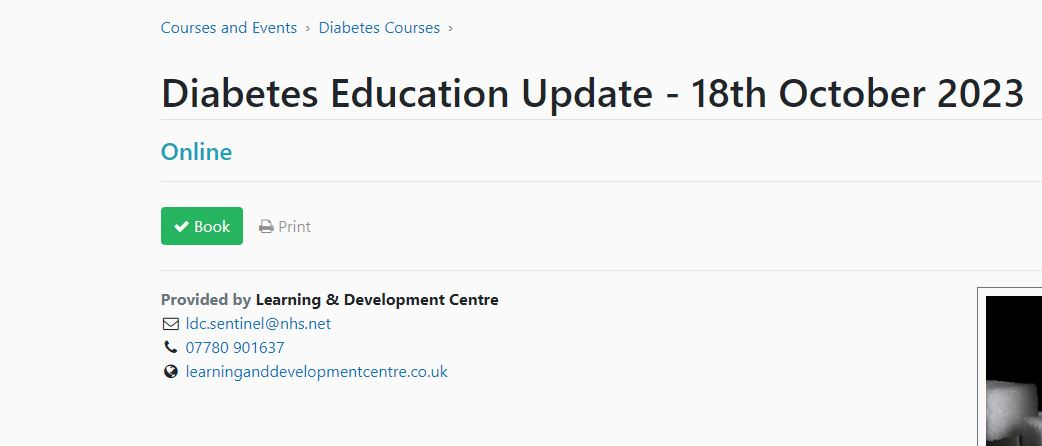 Courses and Events › Diabetes Courses ›
Diabetes Education Update - 18th October 2023
Online
Book Print
Provided by Learning & Development Centre
ldc.sentinel@nhs.net
07780 901637
learninganddevelopmentcentre.co.uk